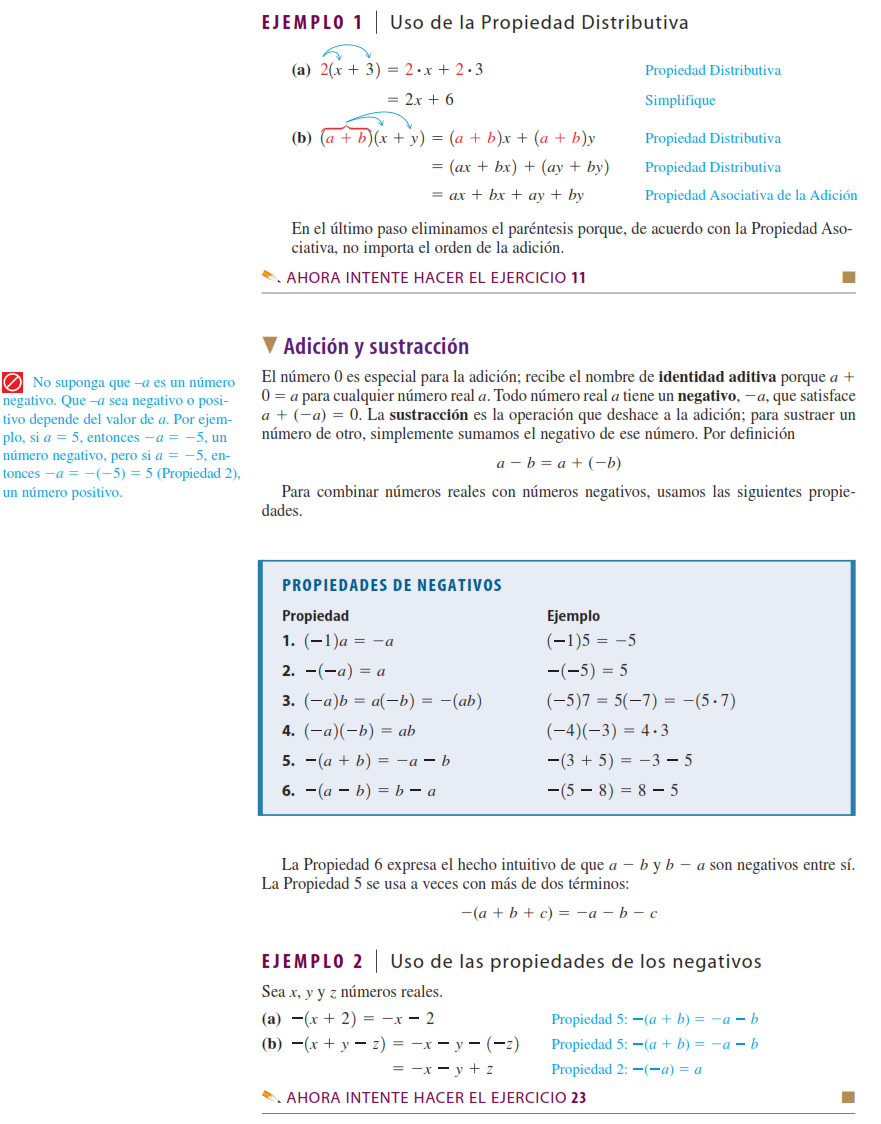 EJEMPLO 1 | Uso de la Propiedad Distributiva
(a) 2(x + 3) = 2 · x + 2 · 3 Propiedad Distributiva
= 2x + 6 Simplifique
(b) (a + b)(x + y) = (a + b)x + (a + b)y Propiedad Distributiva
= (ax + bx) + (ay + by) Propiedad Distributiva
= ax + bx + ay + by Propiedad Asociativa de la Adición
En el último paso eliminamos el paréntesis porque, de acuerdo con la Propiedad Aso-
ciativa, no importa el orden de la adición.
AHORA INTENTE HACER EL EJERCICIO 11
Adición y sustracción
No suponga que –a es un número
negativo. Que –a sea negativo o posi-
tivo depende del valor de a. Por ejem-
plo, si a = 5, entonces −a = −5, un
número negativo, pero si a = −5, en-
tonces −a = −(−5) = 5 (Propiedad 2),
un número positivo.
El número 0 es especial para la adición; recibe el nombre de identidad aditiva porque a +
0 = a para cualquier número real a. Todo número real a tiene un negativo, −a, que satisface
a + (−a) = 0. La sustracción es la operación que deshace a la adición; para sustraer un
número de otro, simplemente sumamos el negativo de ese número. Por definición
a − b = a + (−b)
Para combinar números reales con números negativos, usamos las siguientes propie-
dades.
PROPIEDADES DE NEGATIVOS
Propiedad Ejemplo
1. (−1)a = −a (−1)5 = −5
2. −(−a) = a −(−5) = 5
3. (−a)b = a(−b) = −(ab) (−5)7 = 5(−7) = −(5 · 7)
4. (−a)(−b) = ab (−4)(−3) = 4 · 3
5. −(a + b) = −a − b −(3 + 5) = −3 − 5
6. −(a − b) = b − a −(5 − 8) = 8 − 5
La Propiedad 6 expresa el hecho intuitivo de que a − b y b − a son negativos entre sí.
La Propiedad 5 se usa a veces con más de dos términos:
−(a + b + c) = −a − b − c
EJEMPLO 2 | Uso de las propiedades de los negativos
Sea x, y y z números reales.
(a) −(x + 2) = −x − 2 Propiedad 5: −(a + b) = −a − b
(b) −(x + y − z) = −x − y − (−z) Propiedad 5: −(a + b) = −a − b
= −x − y + z Propiedad 2: −(−a) = a
AHORA INTENTE HACER EL EJERCICIO 23